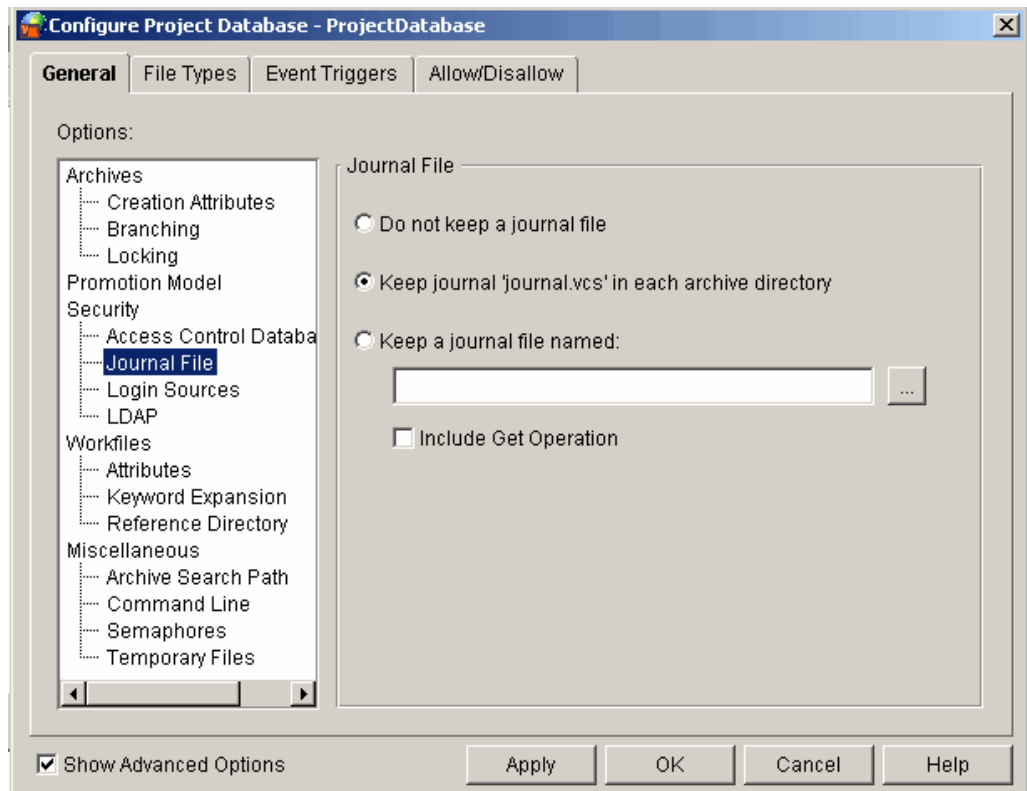 Configure Project Database - ProjectDatabase
General File Types Event Triggers Allow/Disallow
Options:
Archives
Creation Attributes
Branching
Locking
Promotion Model
Security
Access Control Databa
Journal File
Login Sources
LDAP
Workfiles
Attributes
Keyword Expansion
Reference Directory
Miscellaneous
Archive Search Path
Command Line
Semaphores
Temporary Files
Journal File
Do not keep a journal file
Keep journal 'journal.vcs' in each archive directory
Keep a journal file named:
...
Include Get Operation
Show Advanced Options
Apply OK Cancel Help